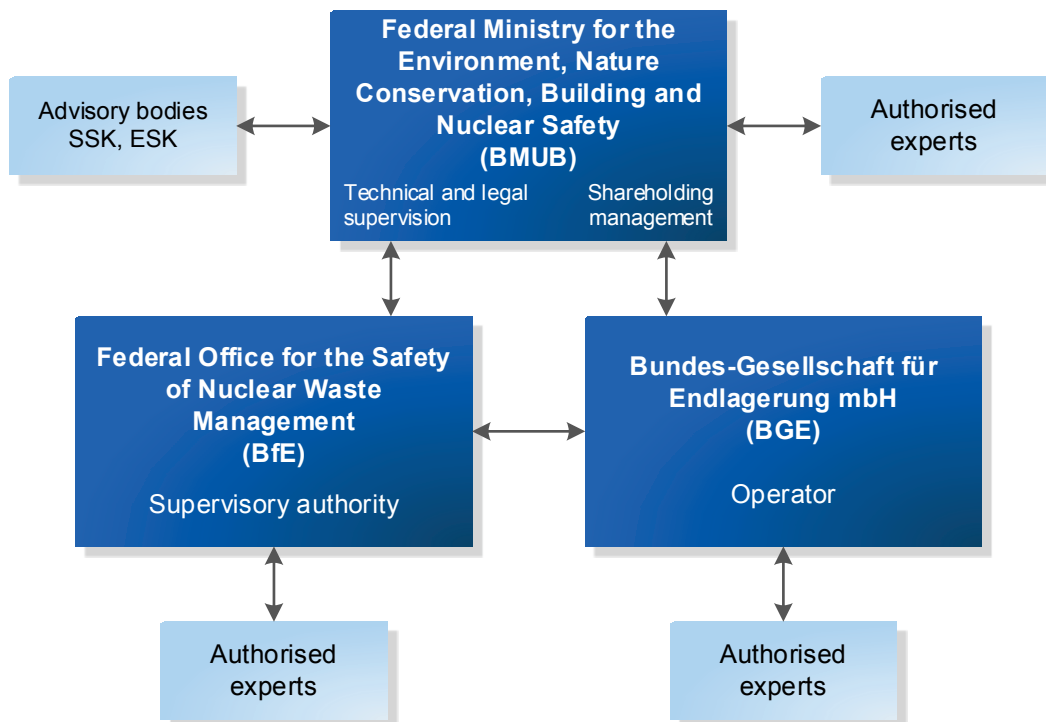 Federal Ministry for the
Environment, Nature
Conservation, Building and
Nuclear Safety
(BMUB)
Technical and legal
supervision
Shareholding
management
Advisory bodies
SSK, ESK
Authorised
experts
Federal Office for the Safety
of Nuclear Waste
Management
(BfE)
Supervisory authority
Bundes-Gesellschaft für
Endlagerung mbH
(BGE)
Operator
Authorised
experts
Authorised
experts